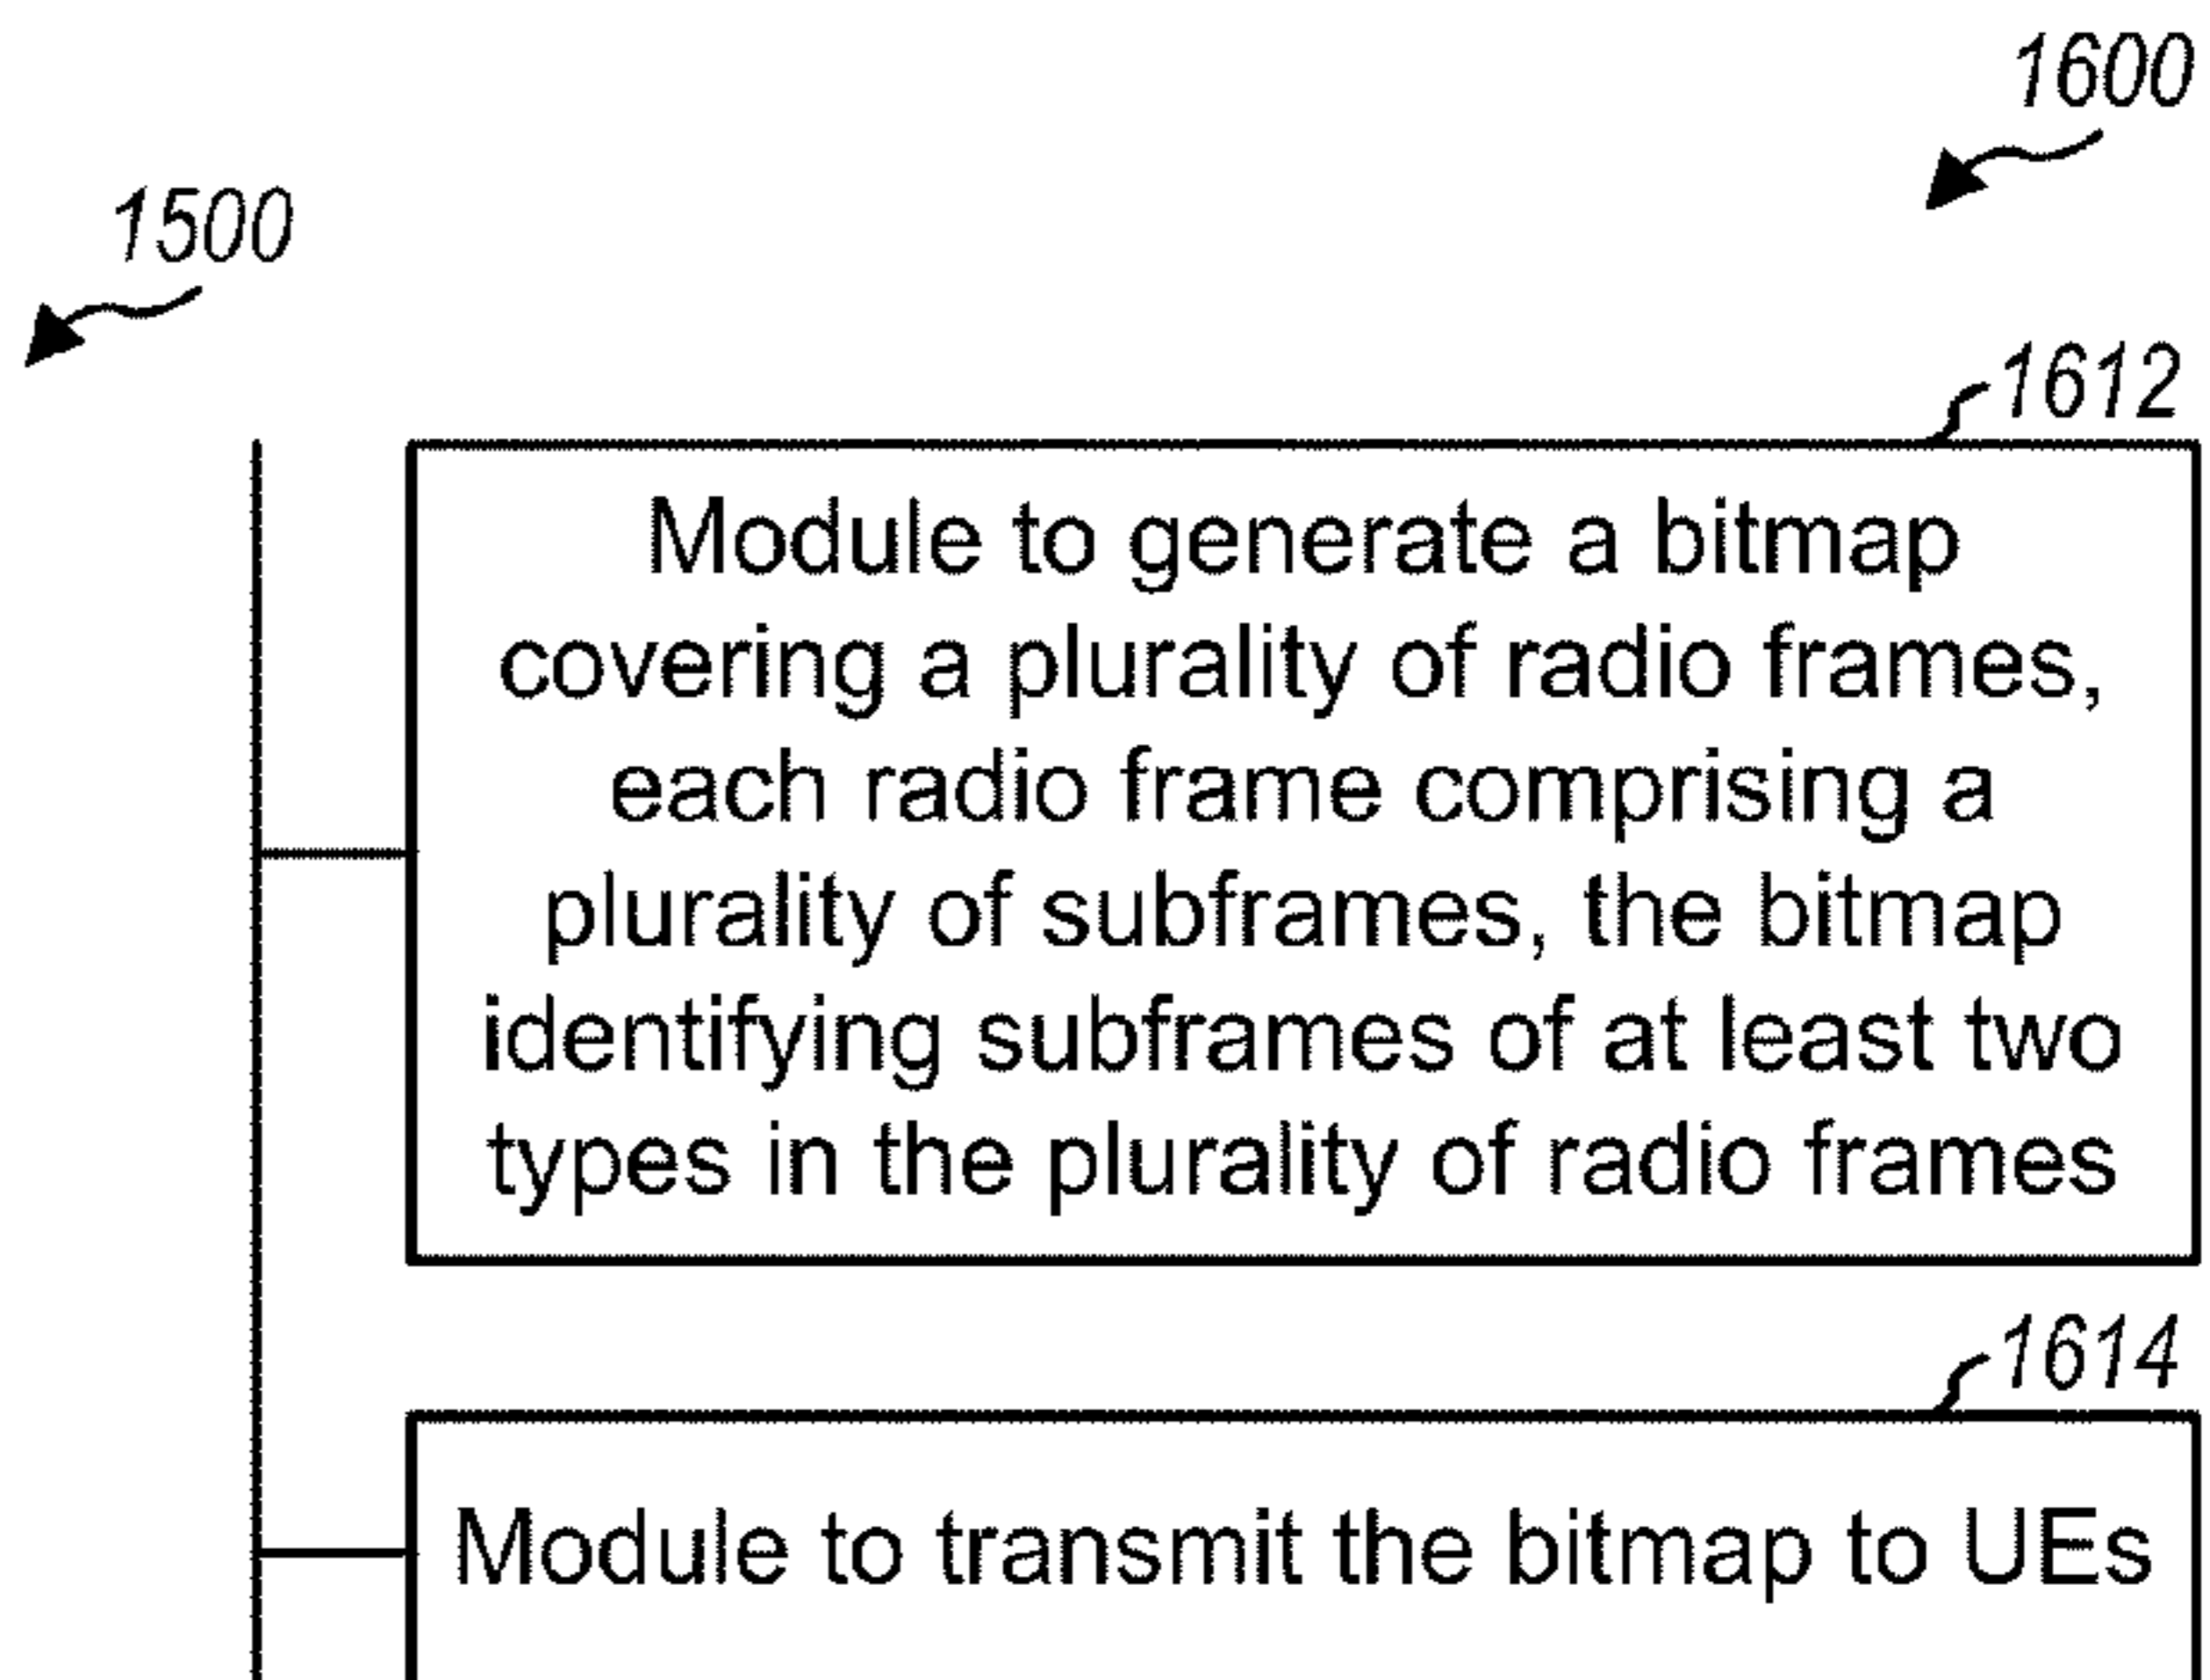 1600
1500
1612
Module to generate a bitmap
covering a plurality of radio frames,
each radio frame comprising a
plurality of subframes, the bitmap
identifying subframes of at least two
types in the plurality of radio frames
1614
Module to transmit the bitmap to UEs